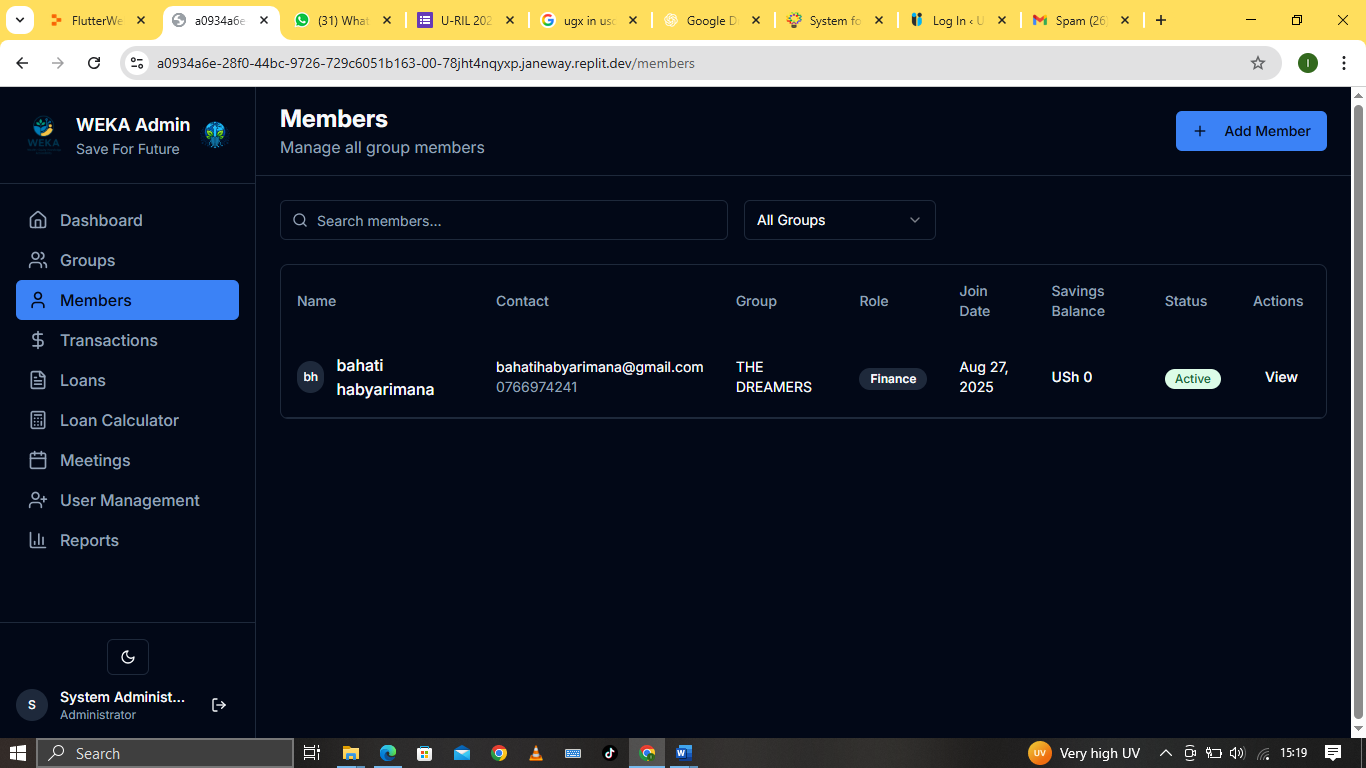 FlutterWe
a0934a6e
(31) What
U-RIL 202
ugx in usd
Google D
System fo
Log In ‹ U
Spam (26
a0934a6e-28f0-44bc-9726-729c6051b163-00-78jht4nqyxp.janeway.replit.dev/members
I
WEKA
WEKA Admin
Save For Future
Members
Manage all group members
+ Add Member
Dashboard
Groups
Members
Transactions
Loans
Loan Calculator
Meetings
User Management
Reports
Search members...
All Groups
Name Contact Group Role Join Date Savings Balance Status Actions
bh
bahati
habyarimana
bahatihabyarimana@gmail.com
0766974241
THE
DREAMERS
Finance
Aug 27,
2025
USh 0
Active
View
S
System Administ...
Administrator
Search
UV
Very high UV
15:19